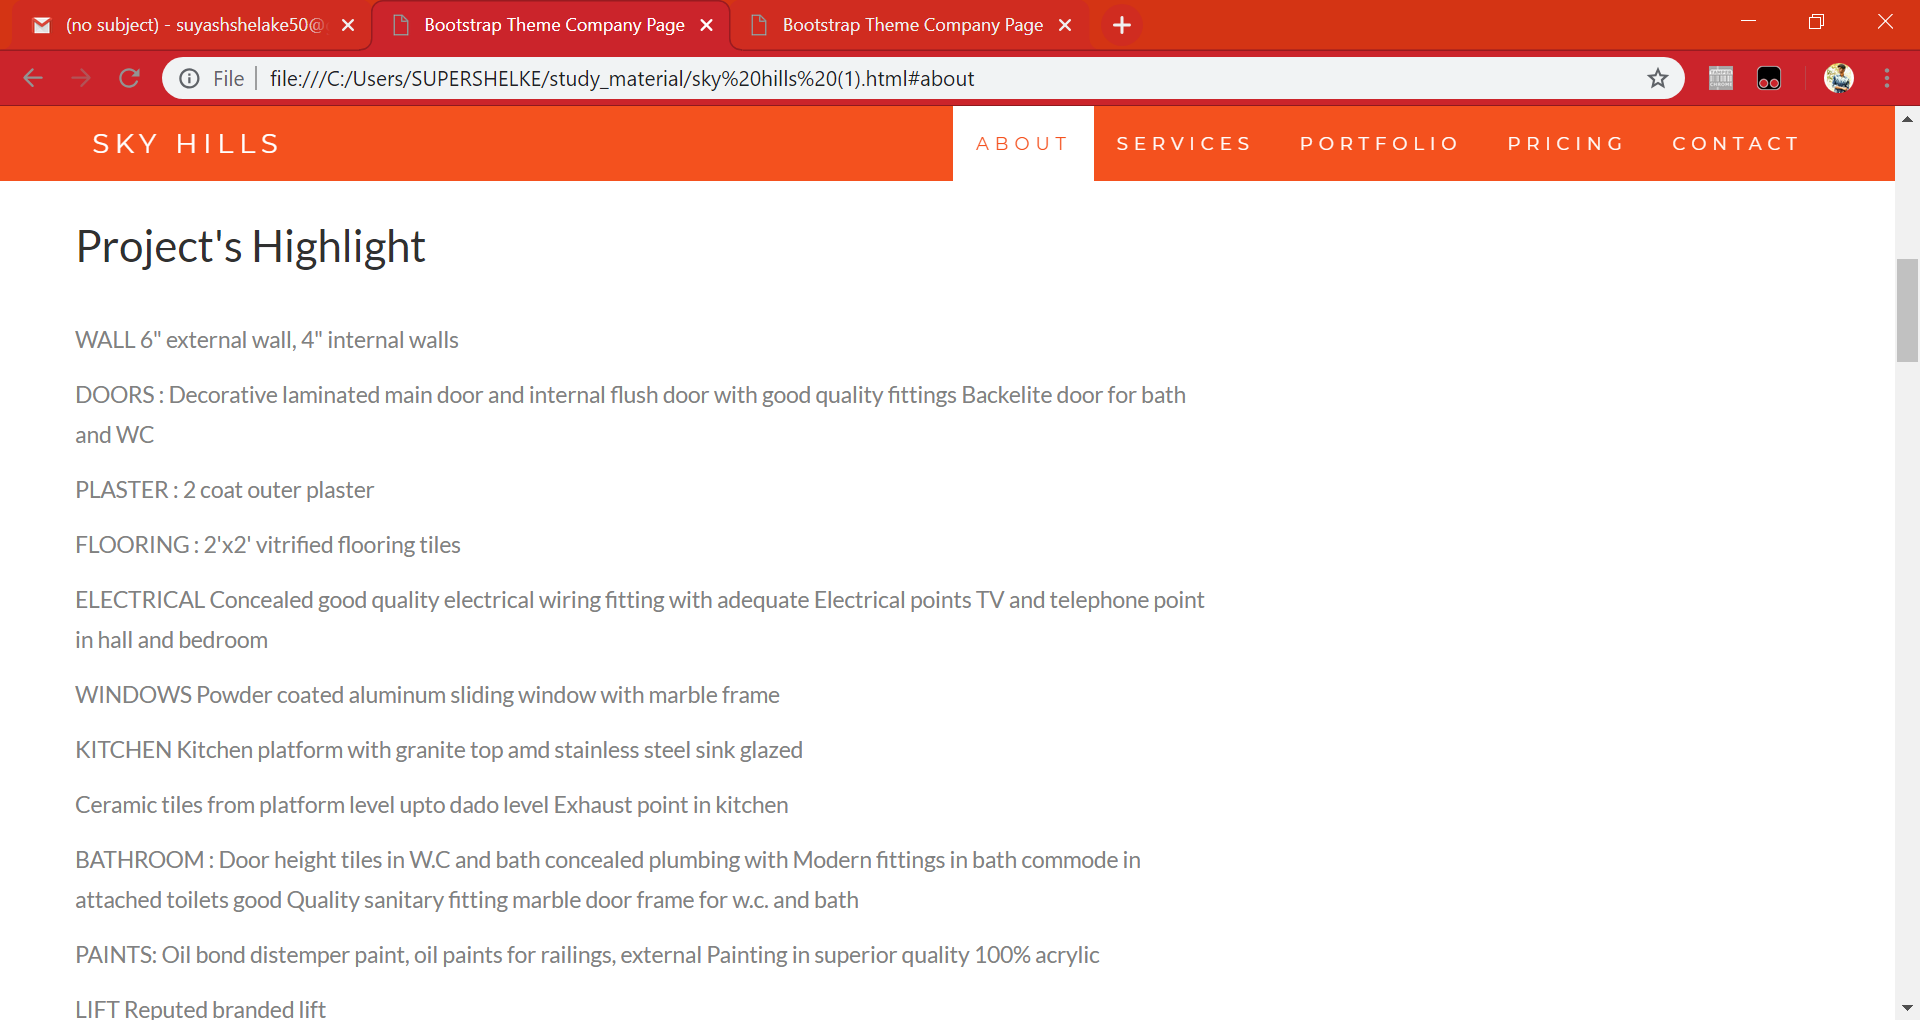 (no subject) - suyashshelake50@
Bootstrap Theme Company Page
Bootstrap Theme Company Page
File
file:///C:/Users/SUPERSHELKE/study_material/sky%20hills%20(1).html#about
SKY HILLS
ABOUT
SERVICES
PORTFOLIO
PRICING
CONTACT
Project's Highlight
WALL 6" external wall, 4" internal walls
DOORS : Decorative laminated main door and internal flush door with good quality fittings Backelite door for bath
and WC
PLASTER : 2 coat outer plaster
FLOORING : 2'x2' vitrified flooring tiles
ELECTRICAL Concealed good quality electrical wiring fitting with adequate Electrical points TV and telephone point
in hall and bedroom
WINDOWS Powder coated aluminum sliding window with marble frame
KITCHEN Kitchen platform with granite top amd stainless steel sink glazed
Ceramic tiles from platform level upto dado level Exhaust point in kitchen
BATHROOM : Door height tiles in W.C and bath concealed plumbing with Modern fittings in bath commode in
attached toilets good Quality sanitary fitting marble door frame for w.c. and bath
PAINTS: Oil bond distemper paint, oil paints for railings, external Painting in superior quality 100% acrylic
LIFT Reputed branded lift